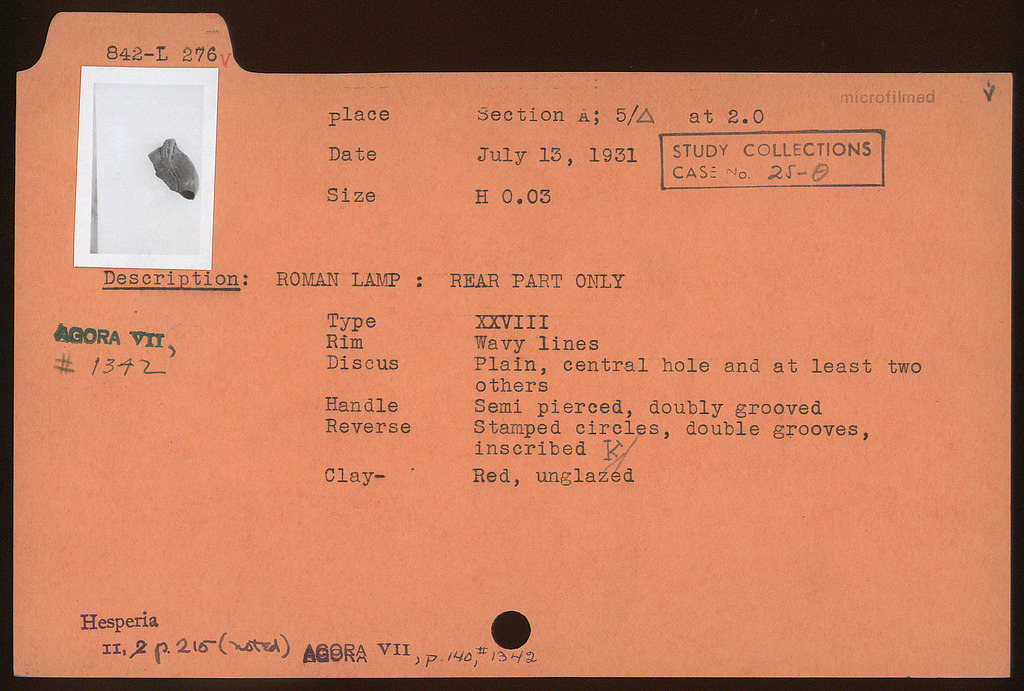 842-L 276 √
microfilmed
place Section A; 5/Δ at 2.0
Date July 13, 1931
STUDY COLLECTIONS
CASE No. 25-θ
Size H 0.03
Description: ROMAN LAMP : REAR PART ONLY
AGORA VII,
# 1342
Type XXVIII
Rim Wavy lines
Discus Plain, central hole and at least two
others
Handle Semi pierced, doubly grooved
Reverse Stamped circles, double grooves,
inscribed
Clay- Red, unglazed
Hesperia
II, 2 p. 215 (noted) AGORA VII, p. 140, #1342